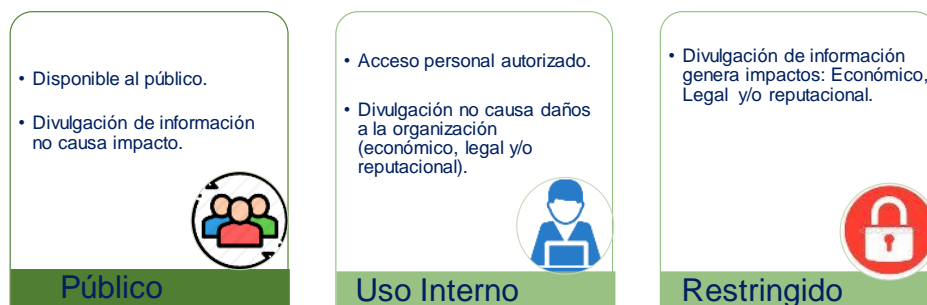 • Disponible al público.
• Divulgación de información
no causa impacto.
Público
• Acceso personal autorizado.
• Divulgación no causa daños
a la organización
(económico, legal y/o
reputacional).
Uso Interno
• Divulgación de información
genera impactos: Económico,
Legal y/o reputacional.
Restringido